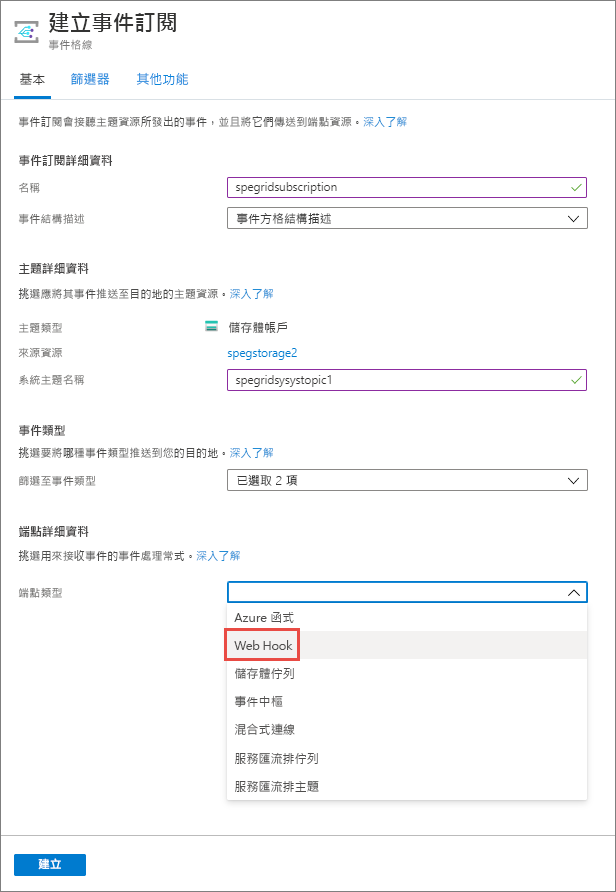 建立事件訂閱
事件格線
基本 篩選器 其他功能
事件訂閱會接聽主題資源所發出的事件，並且將它們傳送到端點資源。深入了解
事件訂閱詳細資料
名稱 spegridsubscription
事件結構描述 事件方格結構描述
主題詳細資料
挑選應將其事件推送至目的地的主題資源。深入了解
主題類型 儲存體帳戶
來源資源 spegstorage2
系統主題名稱 spegridsysystopic1
事件類型
挑選要將哪種事件類型推送到您的目的地。深入了解
篩選至事件類型 已選取 2 項
端點詳細資料
挑選用來接收事件的事件處理常式。深入了解
端點類型
Azure 函式
Web Hook
儲存體佇列
事件中樞
混合式連線
服務匯流排佇列
服務匯流排主題
建立